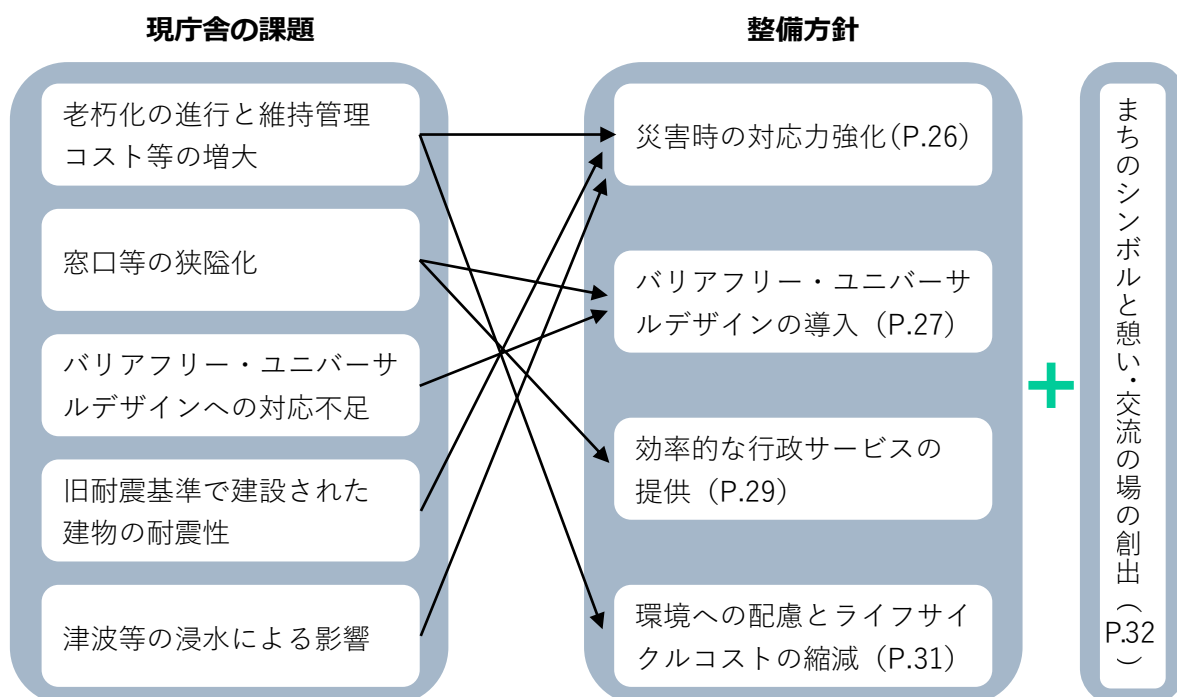 現庁舎の課題
老朽化の進行と維持管理
コスト等の増大
窓口等の狭隘化
バリアフリー・ユニバーサ
ルデザインへの対応不足
旧耐震基準で建設された
建物の耐震性
津波等の浸水による影響
整備方針
災害時の対応力強化(P.26)
バリアフリー・ユニバーサ
ルデザインの導入（P.27）
効率的な行政サービスの
提供（P.29）
環境への配慮とライフサイ
クルコストの縮減（P.31）
+
まちのシンボルと憩い・交流の場の創出（P.32）